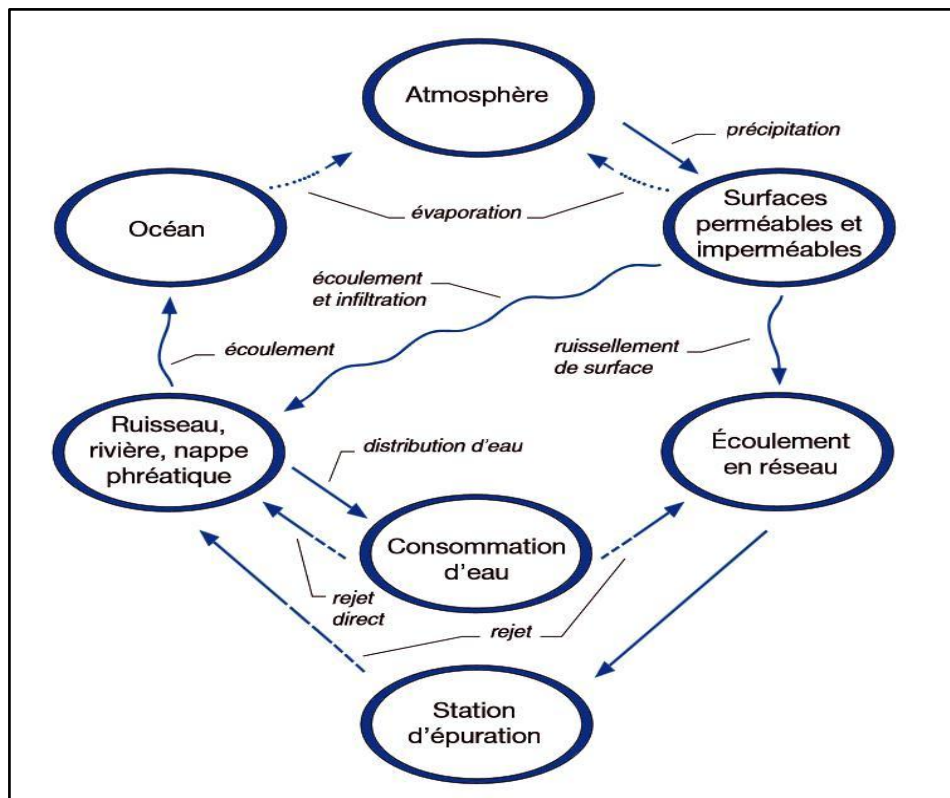 Atmosphère
précipitation
Océan
évaporation
Surfaces
perméables et
imperméables
écoulement
et infiltration
écoulement
ruissellement
de surface
Ruisseau,
rivière, nappe
phréatique
distribution d'eau
Écoulement
en réseau
Consommation
d'eau
rejet
direct
rejet
Station
d'épuration